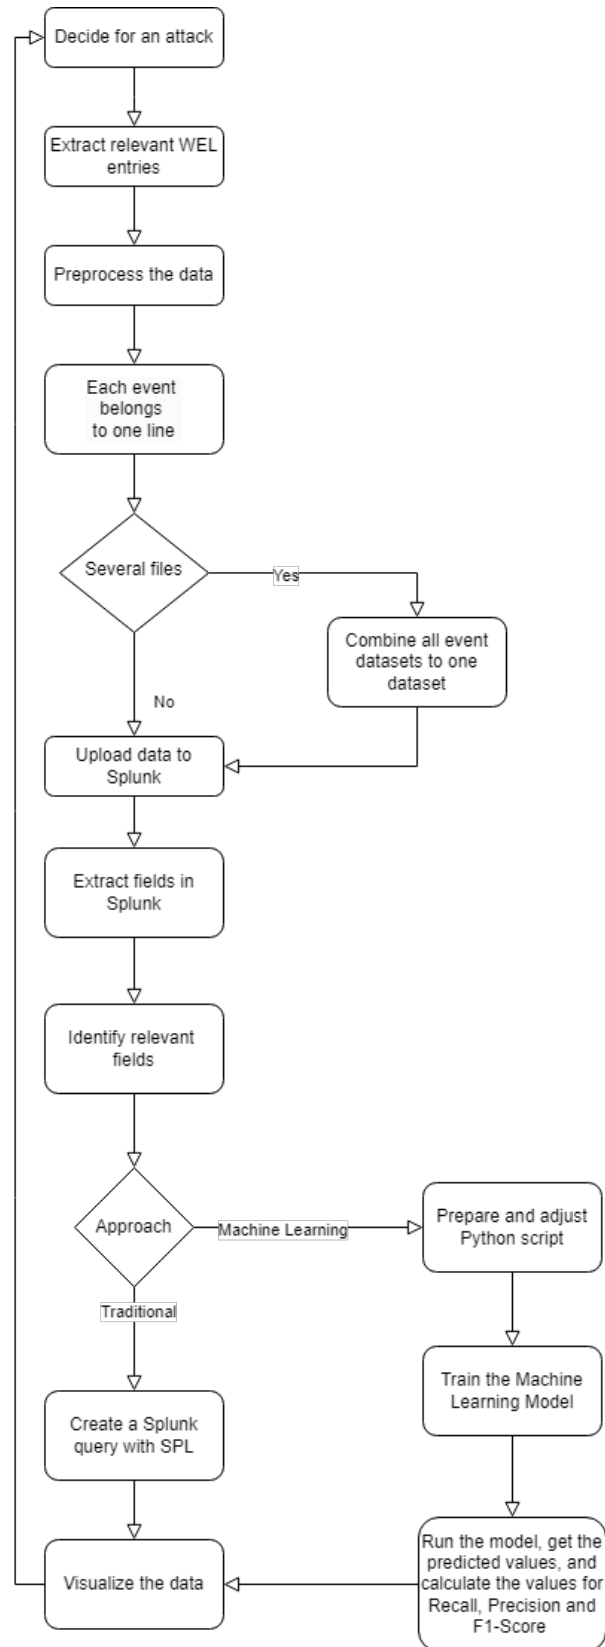 Decide for an attack
Extract relevant WEL
entries
Preprocess the data
Each event
belongs
to one line
Several files
Yes
Combine all event
datasets to one
dataset
No
Upload data to
Splunk
Extract fields in
Splunk
Identify relevant
fields
Approach
Machine Learning
Prepare and adjust
Python script
Traditional
Train the Machine
Learning Model
Create a Splunk
query with SPL
Run the model, get the
predicted values, and
calculate the values for
Recall, Precision and
F1-Score
Visualize the data